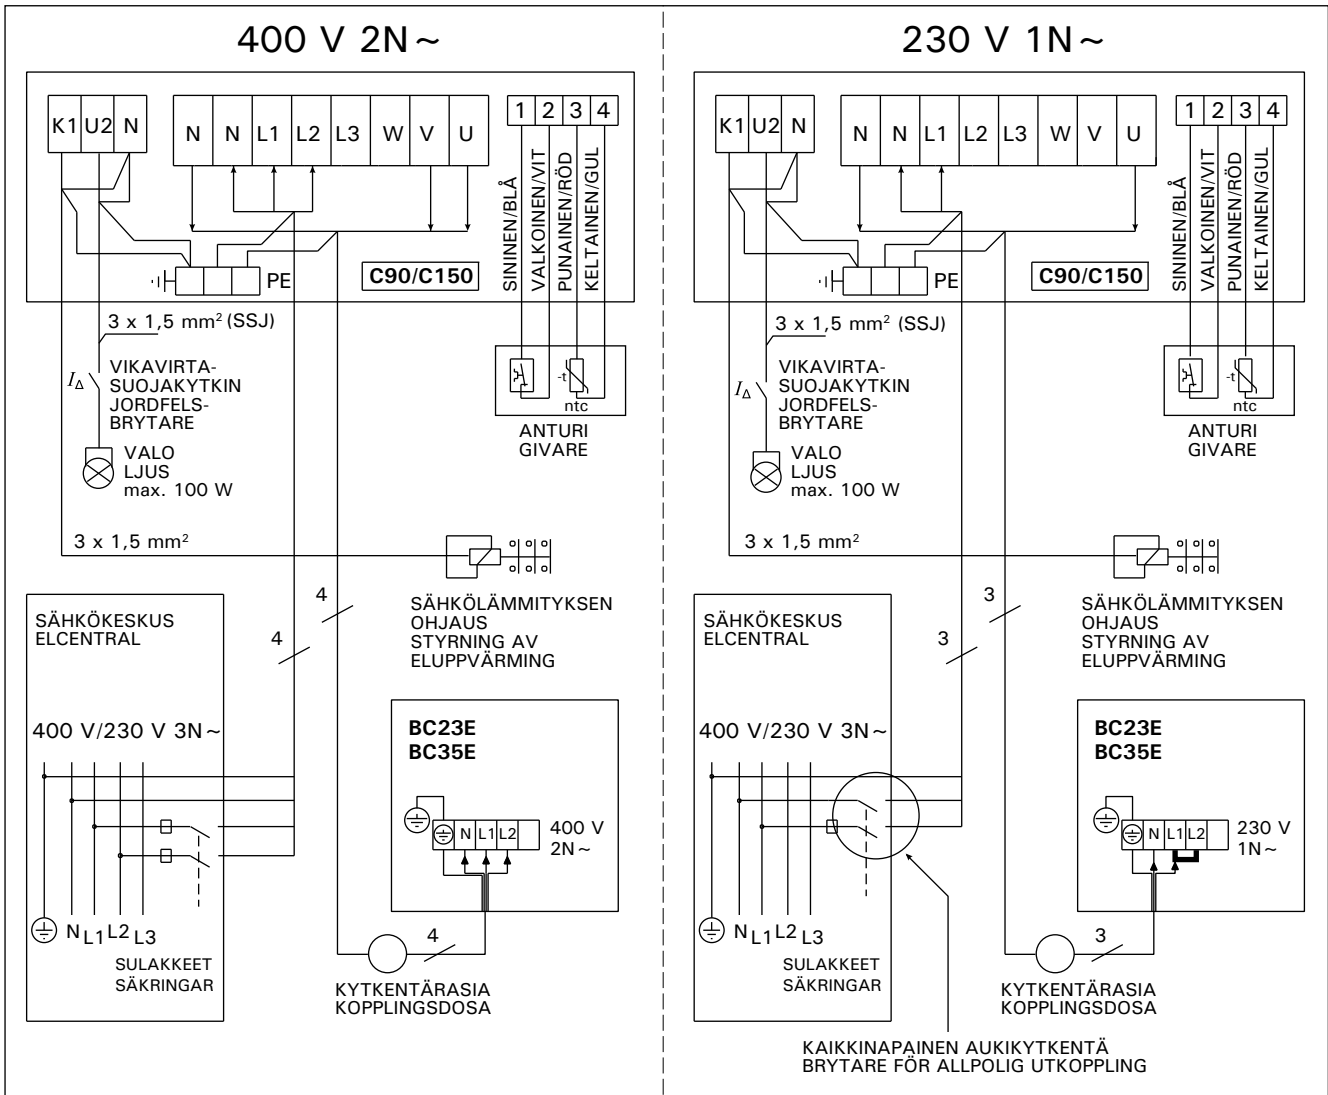 400 V 2N~
K1 U2 N
N N L1 L2 L3 W V U
1 2 3 4
SININEN/BLÅ
VALKOINEN/VIT
PUNAINEN/RÖD
KELTAINEN/GUL
PE
C90/C150
3 x 1,5 mm² (SSJ)
IΔ
VIKAVIRTA-
SUOJAKYTKIN
JORDFELS-
BRYTARE
-t
ntc
ANTURI
GIVARE
VALO
LJUS
max. 100 W
3 x 1,5 mm²
SÄHKÖLÄMMITYKSEN
OHJAUS
STYRNING AV
ELUPPVÄRMING
4
4
SÄHKÖKESKUS
ELCENTRAL
400 V/230 V 3N~
N L1 L2 L3
SULAKKEET
SÄKRINGAR
BC23E
BC35E
N L1 L2
400 V
2N~
4
KYTKENTÄRASIA
KOPPLINGSDOSA
230 V 1N~
K1 U2 N
N N L1 L2 L3 W V U
1 2 3 4
SININEN/BLÅ
VALKOINEN/VIT
PUNAINEN/RÖD
KELTAINEN/GUL
PE
C90/C150
3 x 1,5 mm² (SSJ)
IΔ
VIKAVIRTA-
SUOJAKYTKIN
JORDFELS-
BRYTARE
-t
ntc
ANTURI
GIVARE
VALO
LJUS
max. 100 W
3 x 1,5 mm²
SÄHKÖLÄMMITYKSEN
OHJAUS
STYRNING AV
ELUPPVÄRMING
3
3
SÄHKÖKESKUS
ELCENTRAL
400 V/230 V 3N~
N L1 L2 L3
SULAKKEET
SÄKRINGAR
BC23E
BC35E
N L1 L2
230 V
1N~
3
KYTKENTÄRASIA
KOPPLINGSDOSA
KAIKKINAPAINEN AUKIKYTKENTÄ
BRYTARE FÖR ALLPOLIG UTKOPPLING